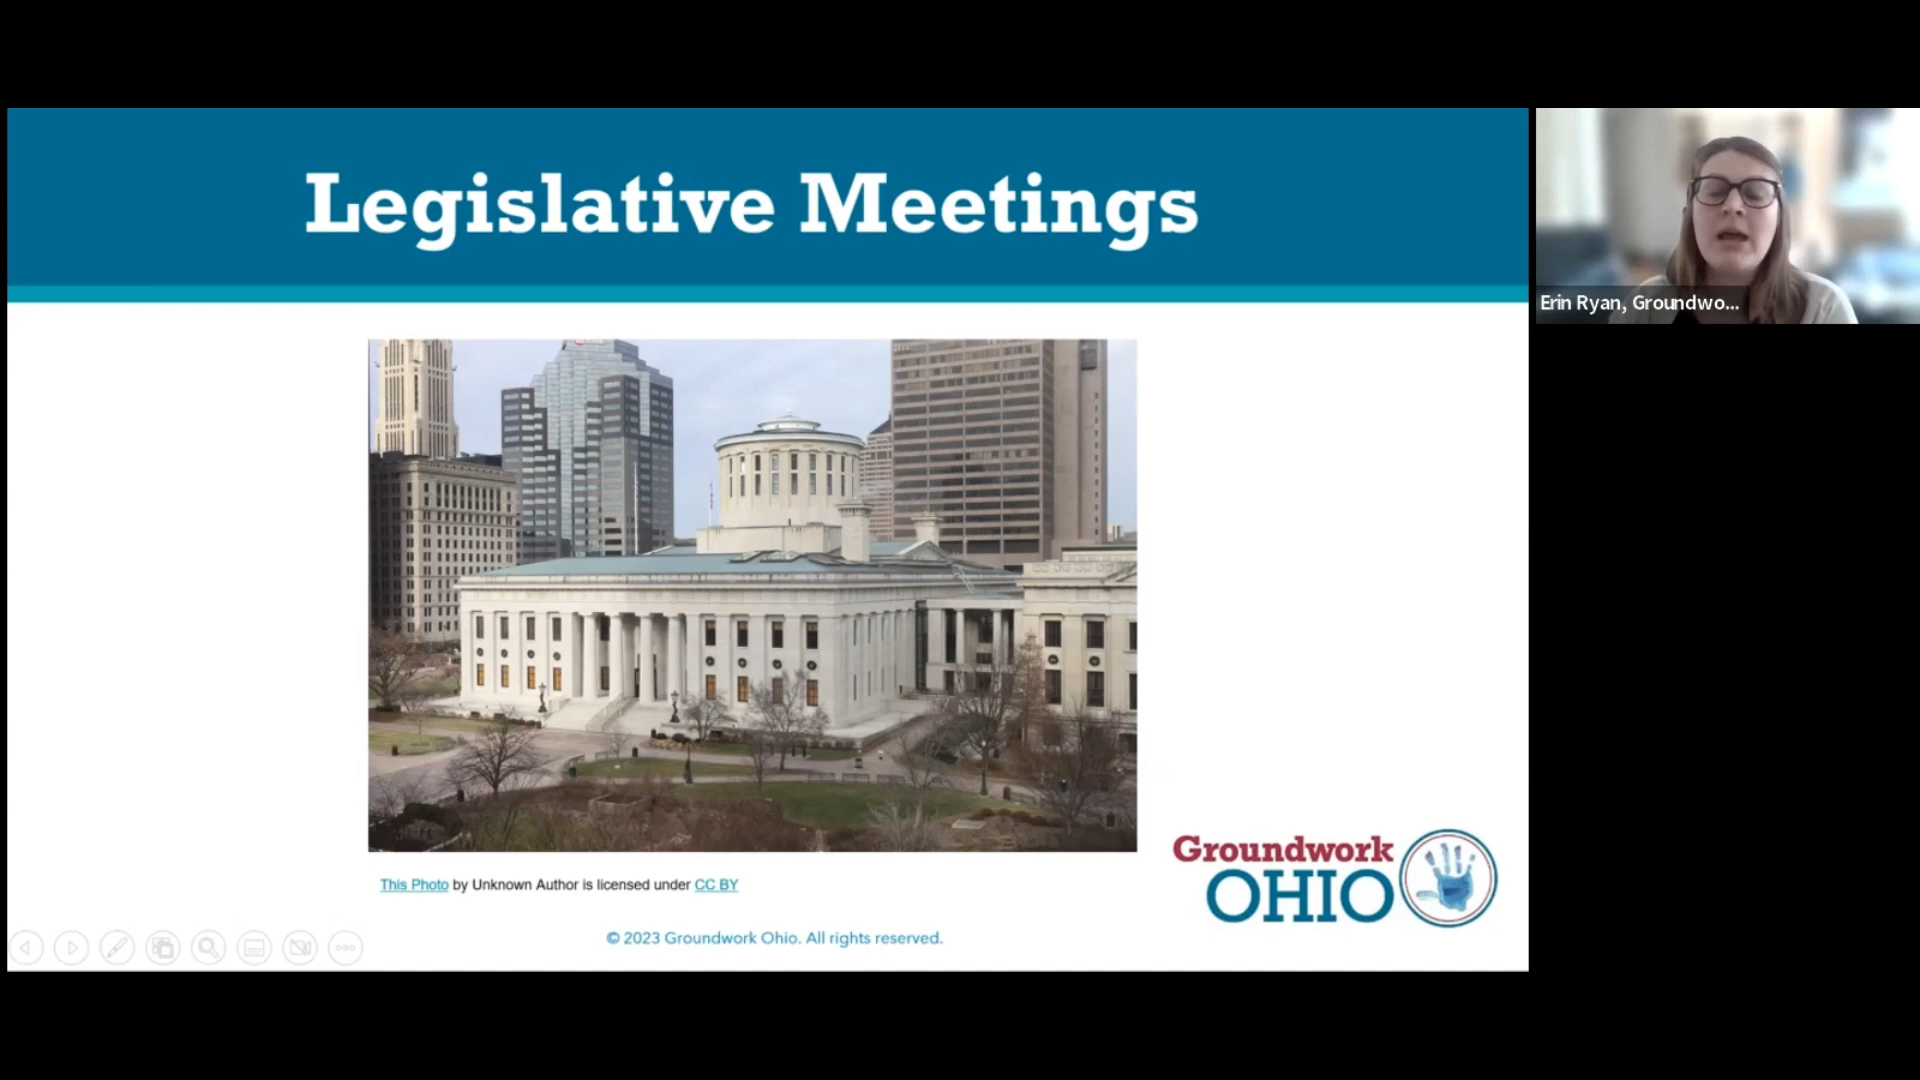 Legislative Meetings
Erin Ryan, Groundwo...
This Photo by Unknown Author is licensed under CC BY
Groundwork
OHIO
© 2023 Groundwork Ohio. All rights reserved.